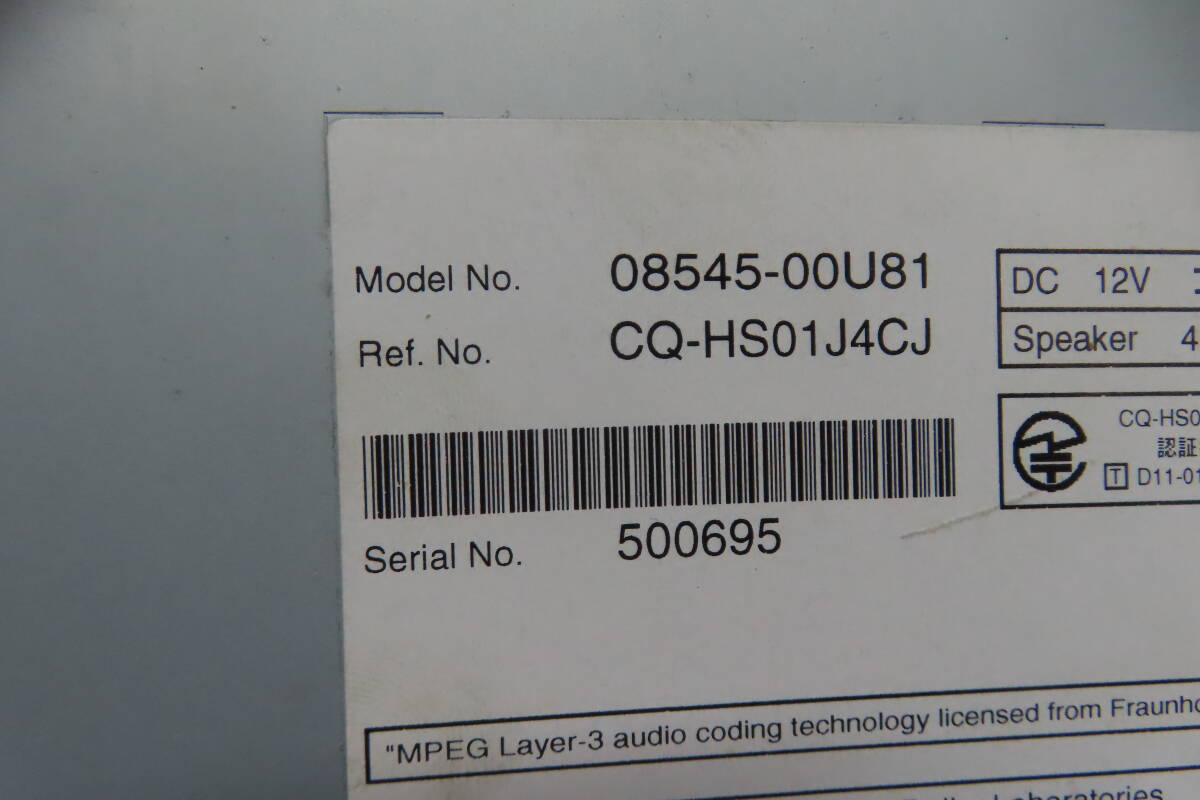 Model No. 08545-00U81
Ref. No. CQ-HS01J4CJ
DC 12V
Speaker 4
CQ-HS0
認証
T D11-01
Serial No. 500695
"MPEG Layer-3 audio coding technology licensed from Fraunho
Laboratories